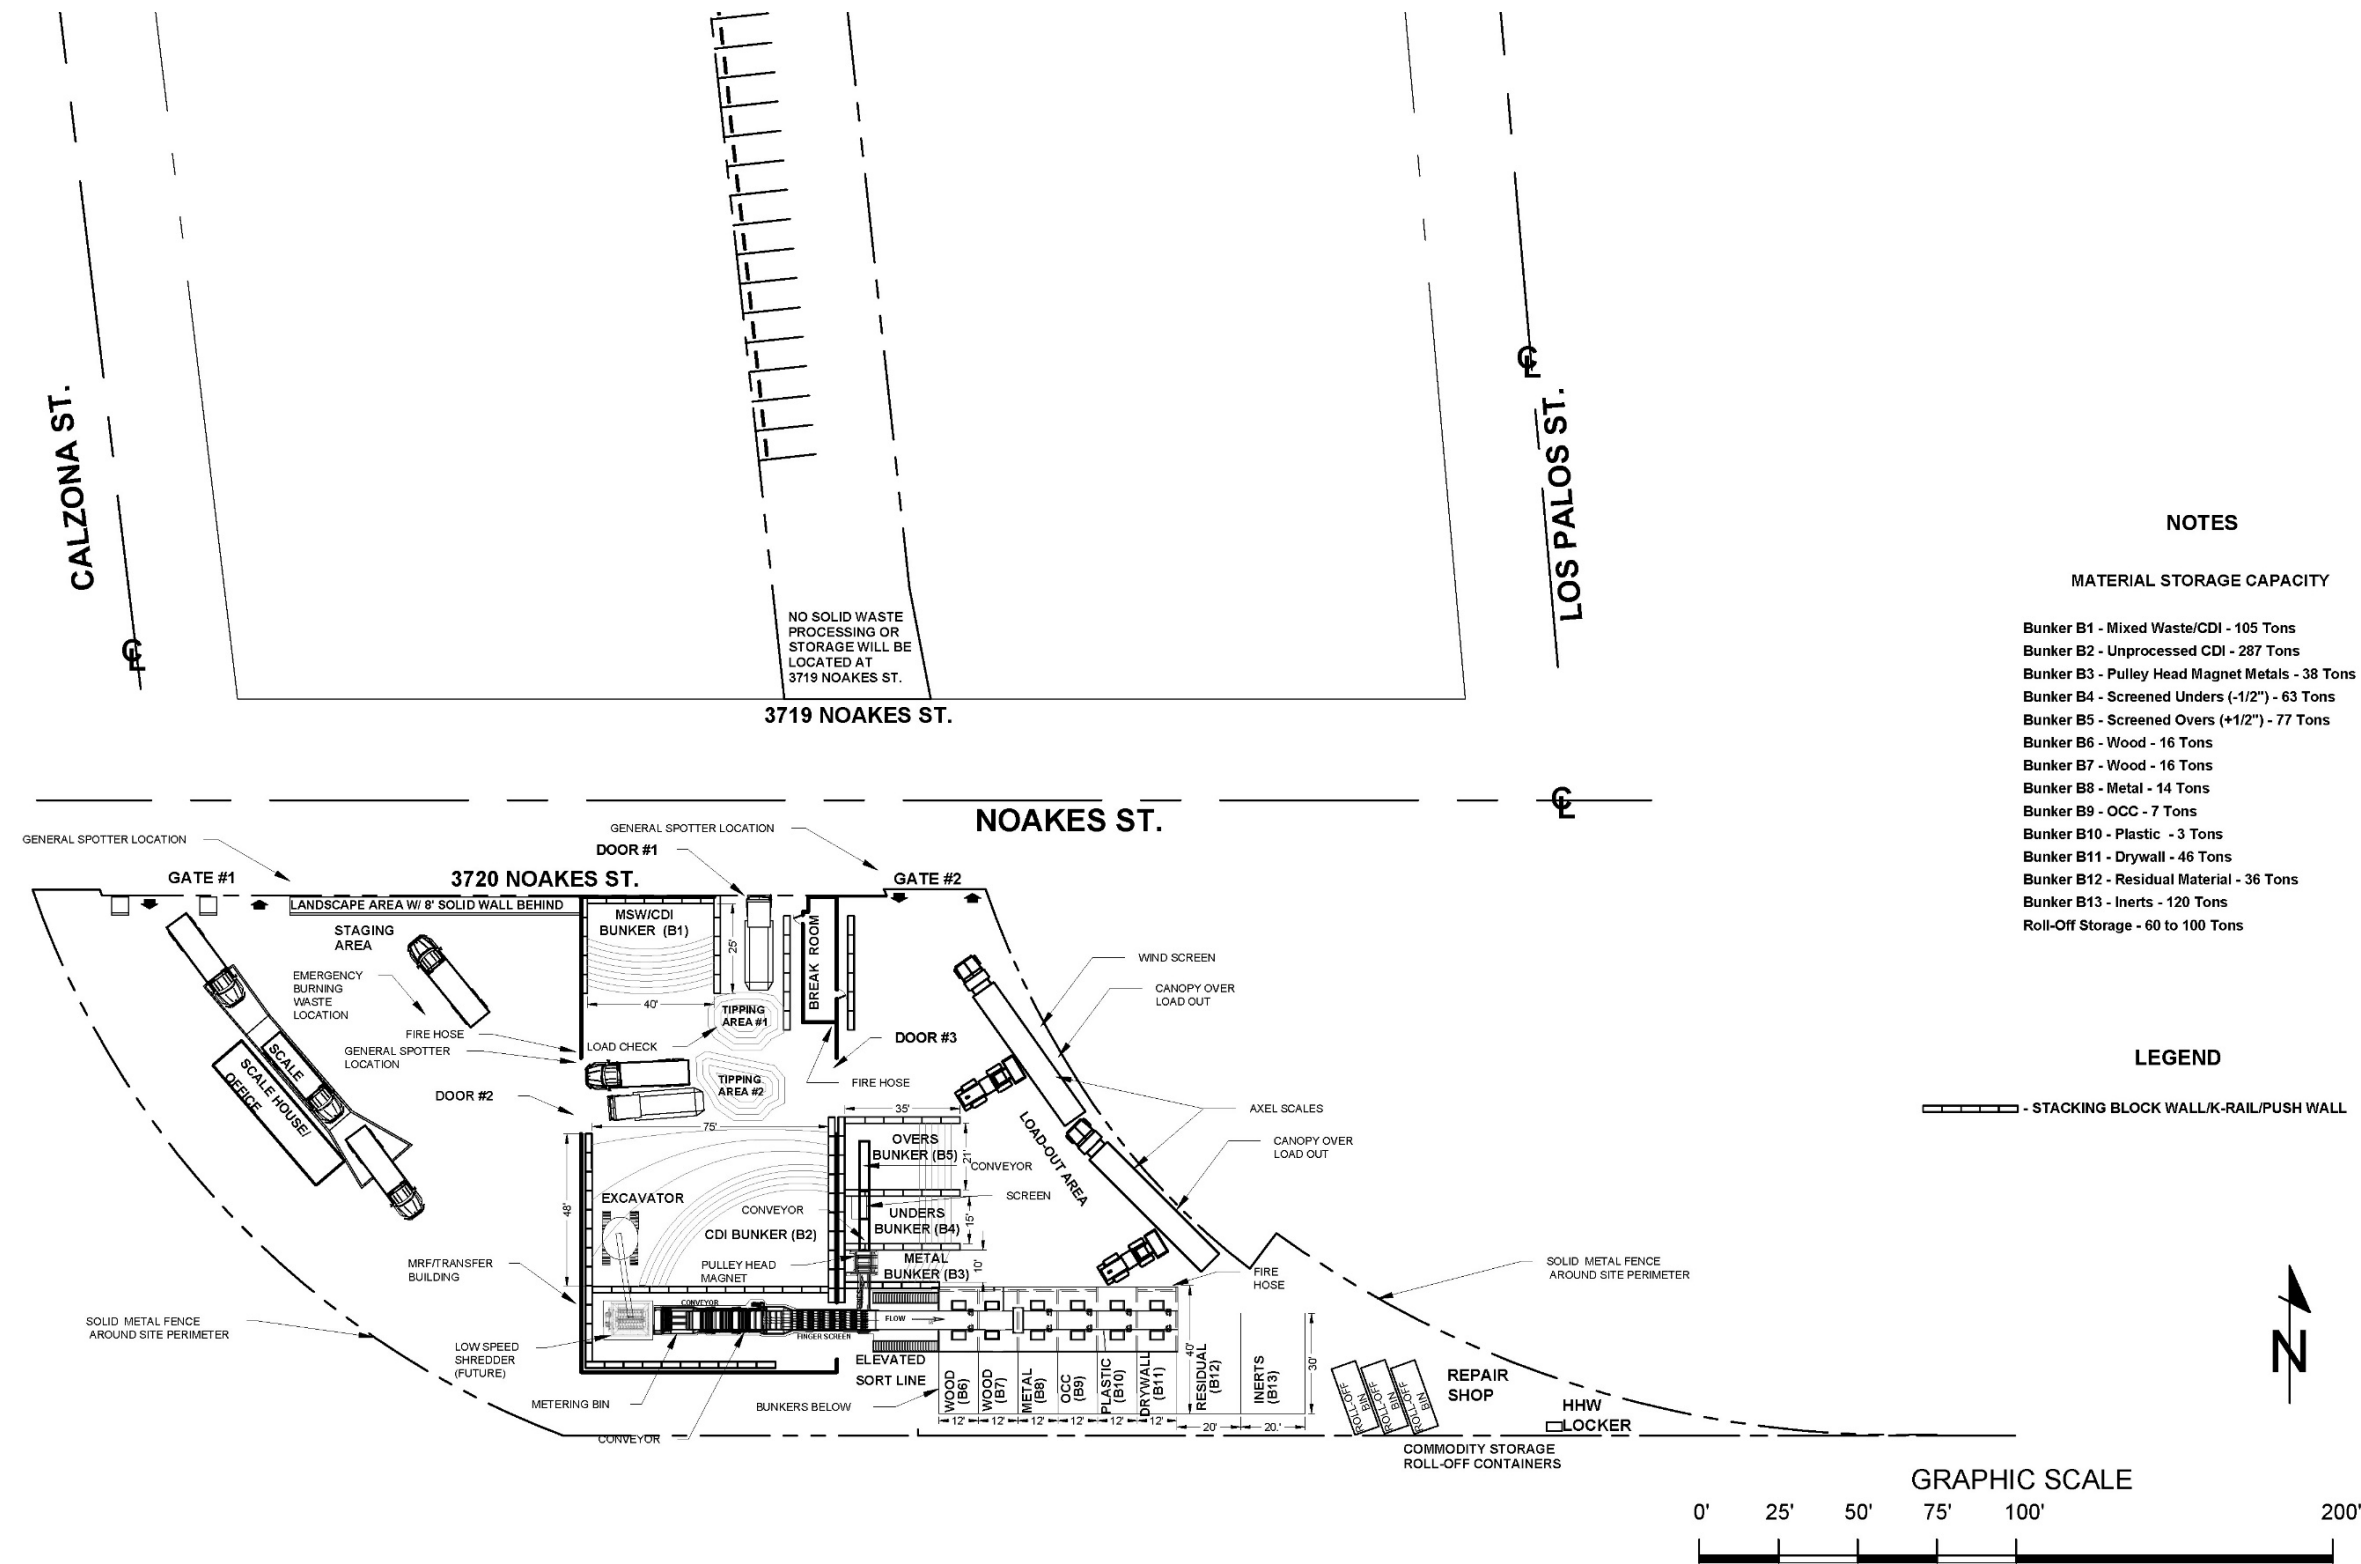 CALZONA ST.
LOS PALOS ST.
NO SOLID WASTE
PROCESSING OR
STORAGE WILL BE
LOCATED AT
3719 NOAKES ST.
3719 NOAKES ST.
NOAKES ST.
NOTES
MATERIAL STORAGE CAPACITY
Bunker B1 - Mixed Waste/CDI - 105 Tons
Bunker B2 - Unprocessed CDI - 287 Tons
Bunker B3 - Pulley Head Magnet Metals - 38 Tons
Bunker B4 - Screened Unders (-1/2") - 63 Tons
Bunker B5 - Screened Overs (+1/2") - 77 Tons
Bunker B6 - Wood - 16 Tons
Bunker B7 - Wood - 16 Tons
Bunker B8 - Metal - 14 Tons
Bunker B9 - OCC - 7 Tons
Bunker B10 - Plastic - 3 Tons
Bunker B11 - Drywall - 46 Tons
Bunker B12 - Residual Material - 36 Tons
Bunker B13 - Inerts - 120 Tons
Roll-Off Storage - 60 to 100 Tons
LEGEND
- STACKING BLOCK WALL/K-RAIL/PUSH WALL
GENERAL SPOTTER LOCATION
GENERAL SPOTTER LOCATION
DOOR #1
GATE #1
3720 NOAKES ST.
GATE #2
LANDSCAPE AREA W/ 8' SOLID WALL BEHIND
STAGING
AREA
MSW/CDI
BUNKER (B1)
25'
40'
BREAK ROOM
EMERGENCY
BURNING
WASTE
LOCATION
FIRE HOSE
GENERAL SPOTTER
LOCATION
LOAD CHECK
TIPPING
AREA #1
TIPPING
AREA #2
DOOR #2
DOOR #3
FIRE HOSE
SCALE
SCALE HOUSE/
OFFICE
WIND SCREEN
CANOPY OVER
LOAD OUT
AXEL SCALES
CANOPY OVER
LOAD OUT
LOAD-OUT AREA
35'
75'
48'
OVERS
BUNKER (B5)
21'
CONVEYOR
SCREEN
UNDERS
BUNKER (B4)
15'
METAL
BUNKER (B3)
10'
EXCAVATOR
CONVEYOR
CDI BUNKER (B2)
PULLEY HEAD
MAGNET
MRF/TRANSFER
BUILDING
SOLID METAL FENCE
AROUND SITE PERIMETER
SOLID METAL FENCE
AROUND SITE PERIMETER
FIRE
HOSE
CONVEYOR
FINGER SCREEN
FLOW
LOW SPEED
SHREDDER
(FUTURE)
METERING BIN
CONVEYOR
ELEVATED
SORT LINE
BUNKERS BELOW
WOOD
(B6)
WOOD
(B7)
METAL
(B8)
OCC
(B9)
PLASTIC
(B10)
DRYWALL
(B11)
40'
RESIDUAL
(B12)
INERTS
(B13)
30'
12'
12'
12'
12'
12'
12'
20'
20.'
ROLL-OFF
BIN
ROLL-OFF
BIN
ROLL-OFF
BIN
REPAIR
SHOP
HHW
LOCKER
COMMODITY STORAGE
ROLL-OFF CONTAINERS
N
GRAPHIC SCALE
0' 25' 50' 75' 100' 200'